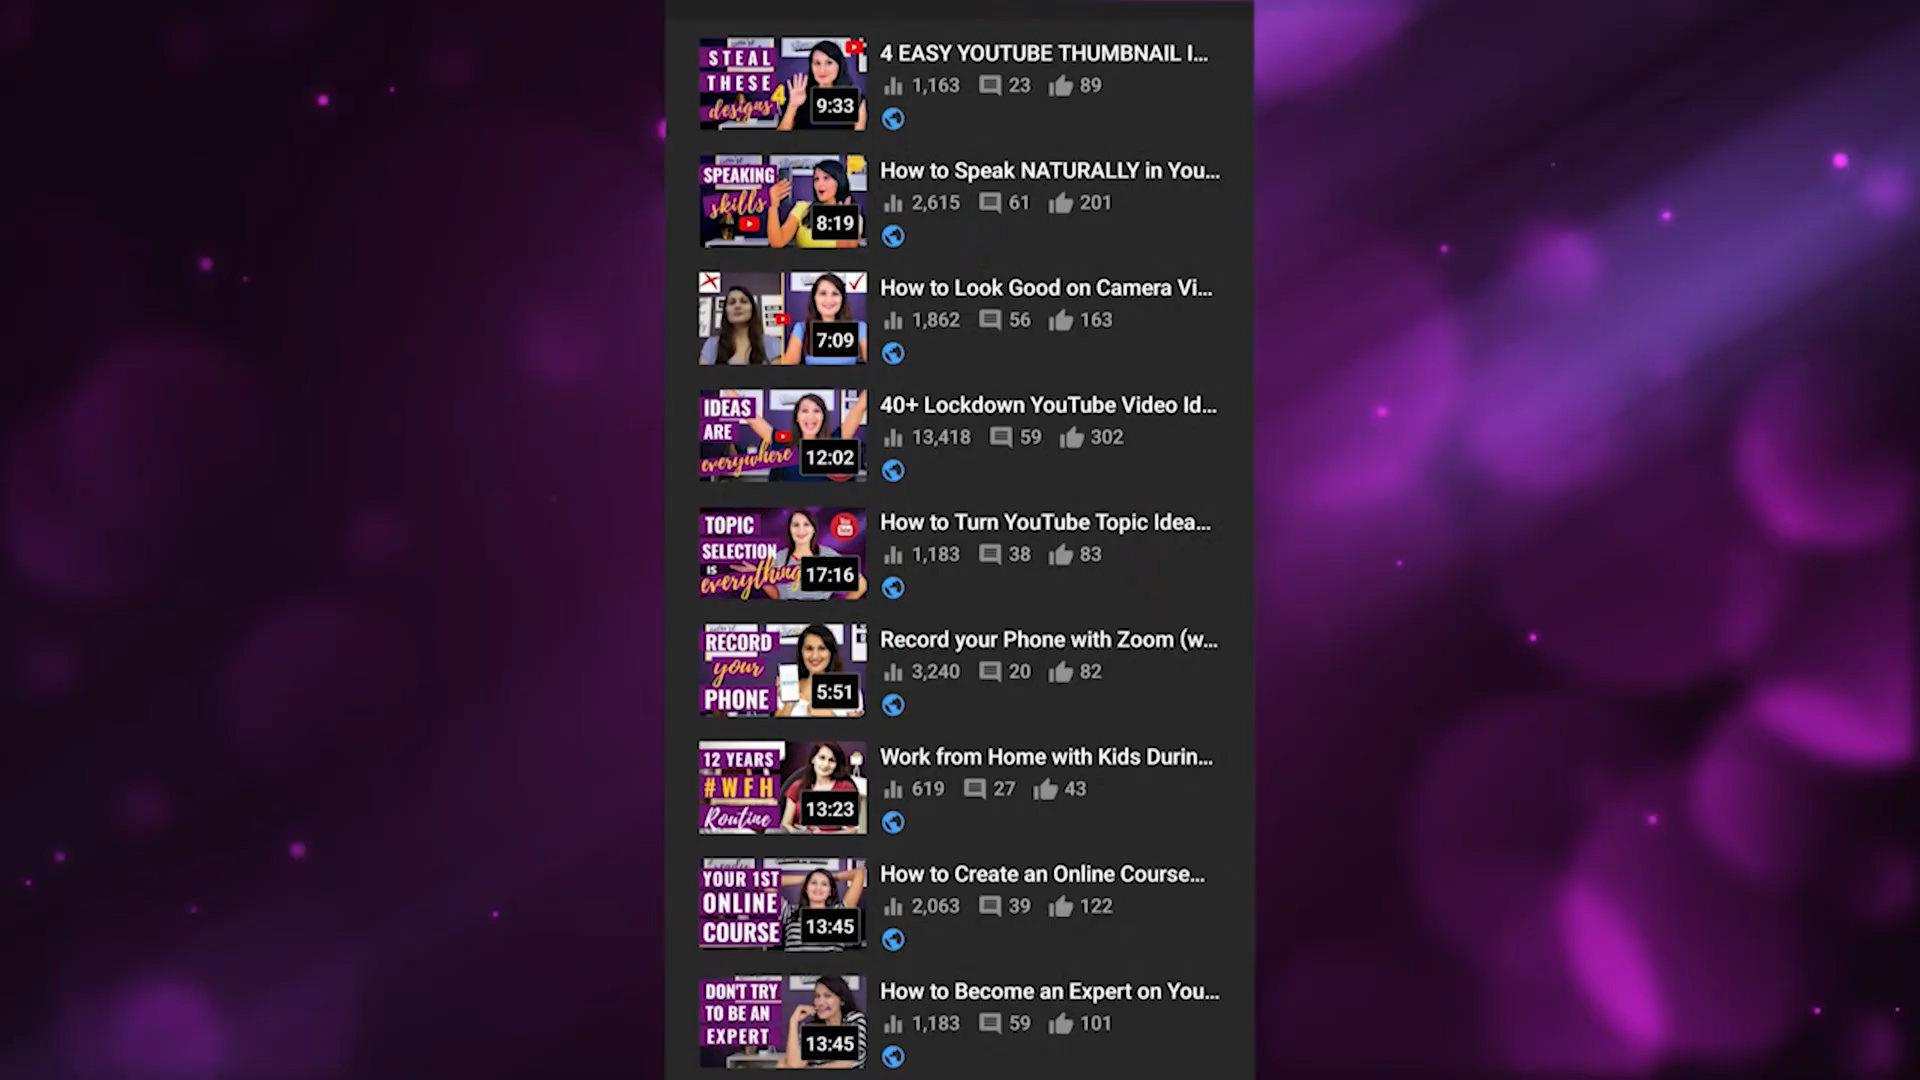 STEAL
THESE
4
designs
9:33
4 EASY YOUTUBE THUMBNAIL I...
1,163 23 89
SPEAKING
skills
8:19
How to Speak NATURALLY in You...
2,615 61 201
7:09
How to Look Good on Camera Vi...
1,862 56 163
IDEAS
ARE
everywhere
12:02
40+ Lockdown YouTube Video Id...
13,418 59 302
TOPIC
SELECTION
IS
everything
17:16
How to Turn YouTube Topic Idea...
1,183 38 83
RECORD
your
PHONE
5:51
Record your Phone with Zoom (w...
3,240 20 82
12 YEARS
#WFH
Routine
13:23
Work from Home with Kids Durin...
619 27 43
YOUR 1ST
ONLINE
COURSE
13:45
How to Create an Online Course...
2,063 39 122
DON'T TRY
TO BE AN
EXPERT
13:45
How to Become an Expert on You...
1,183 59 101